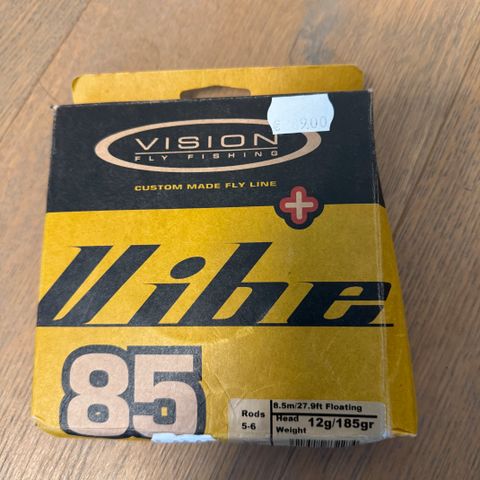 VISION
FLY FISHING
CUSTOM MADE FLY LINE
+
Vibe
85
Rods
5-6
8.5m/27.9ft Floating
Head
Weight
12g/185gr